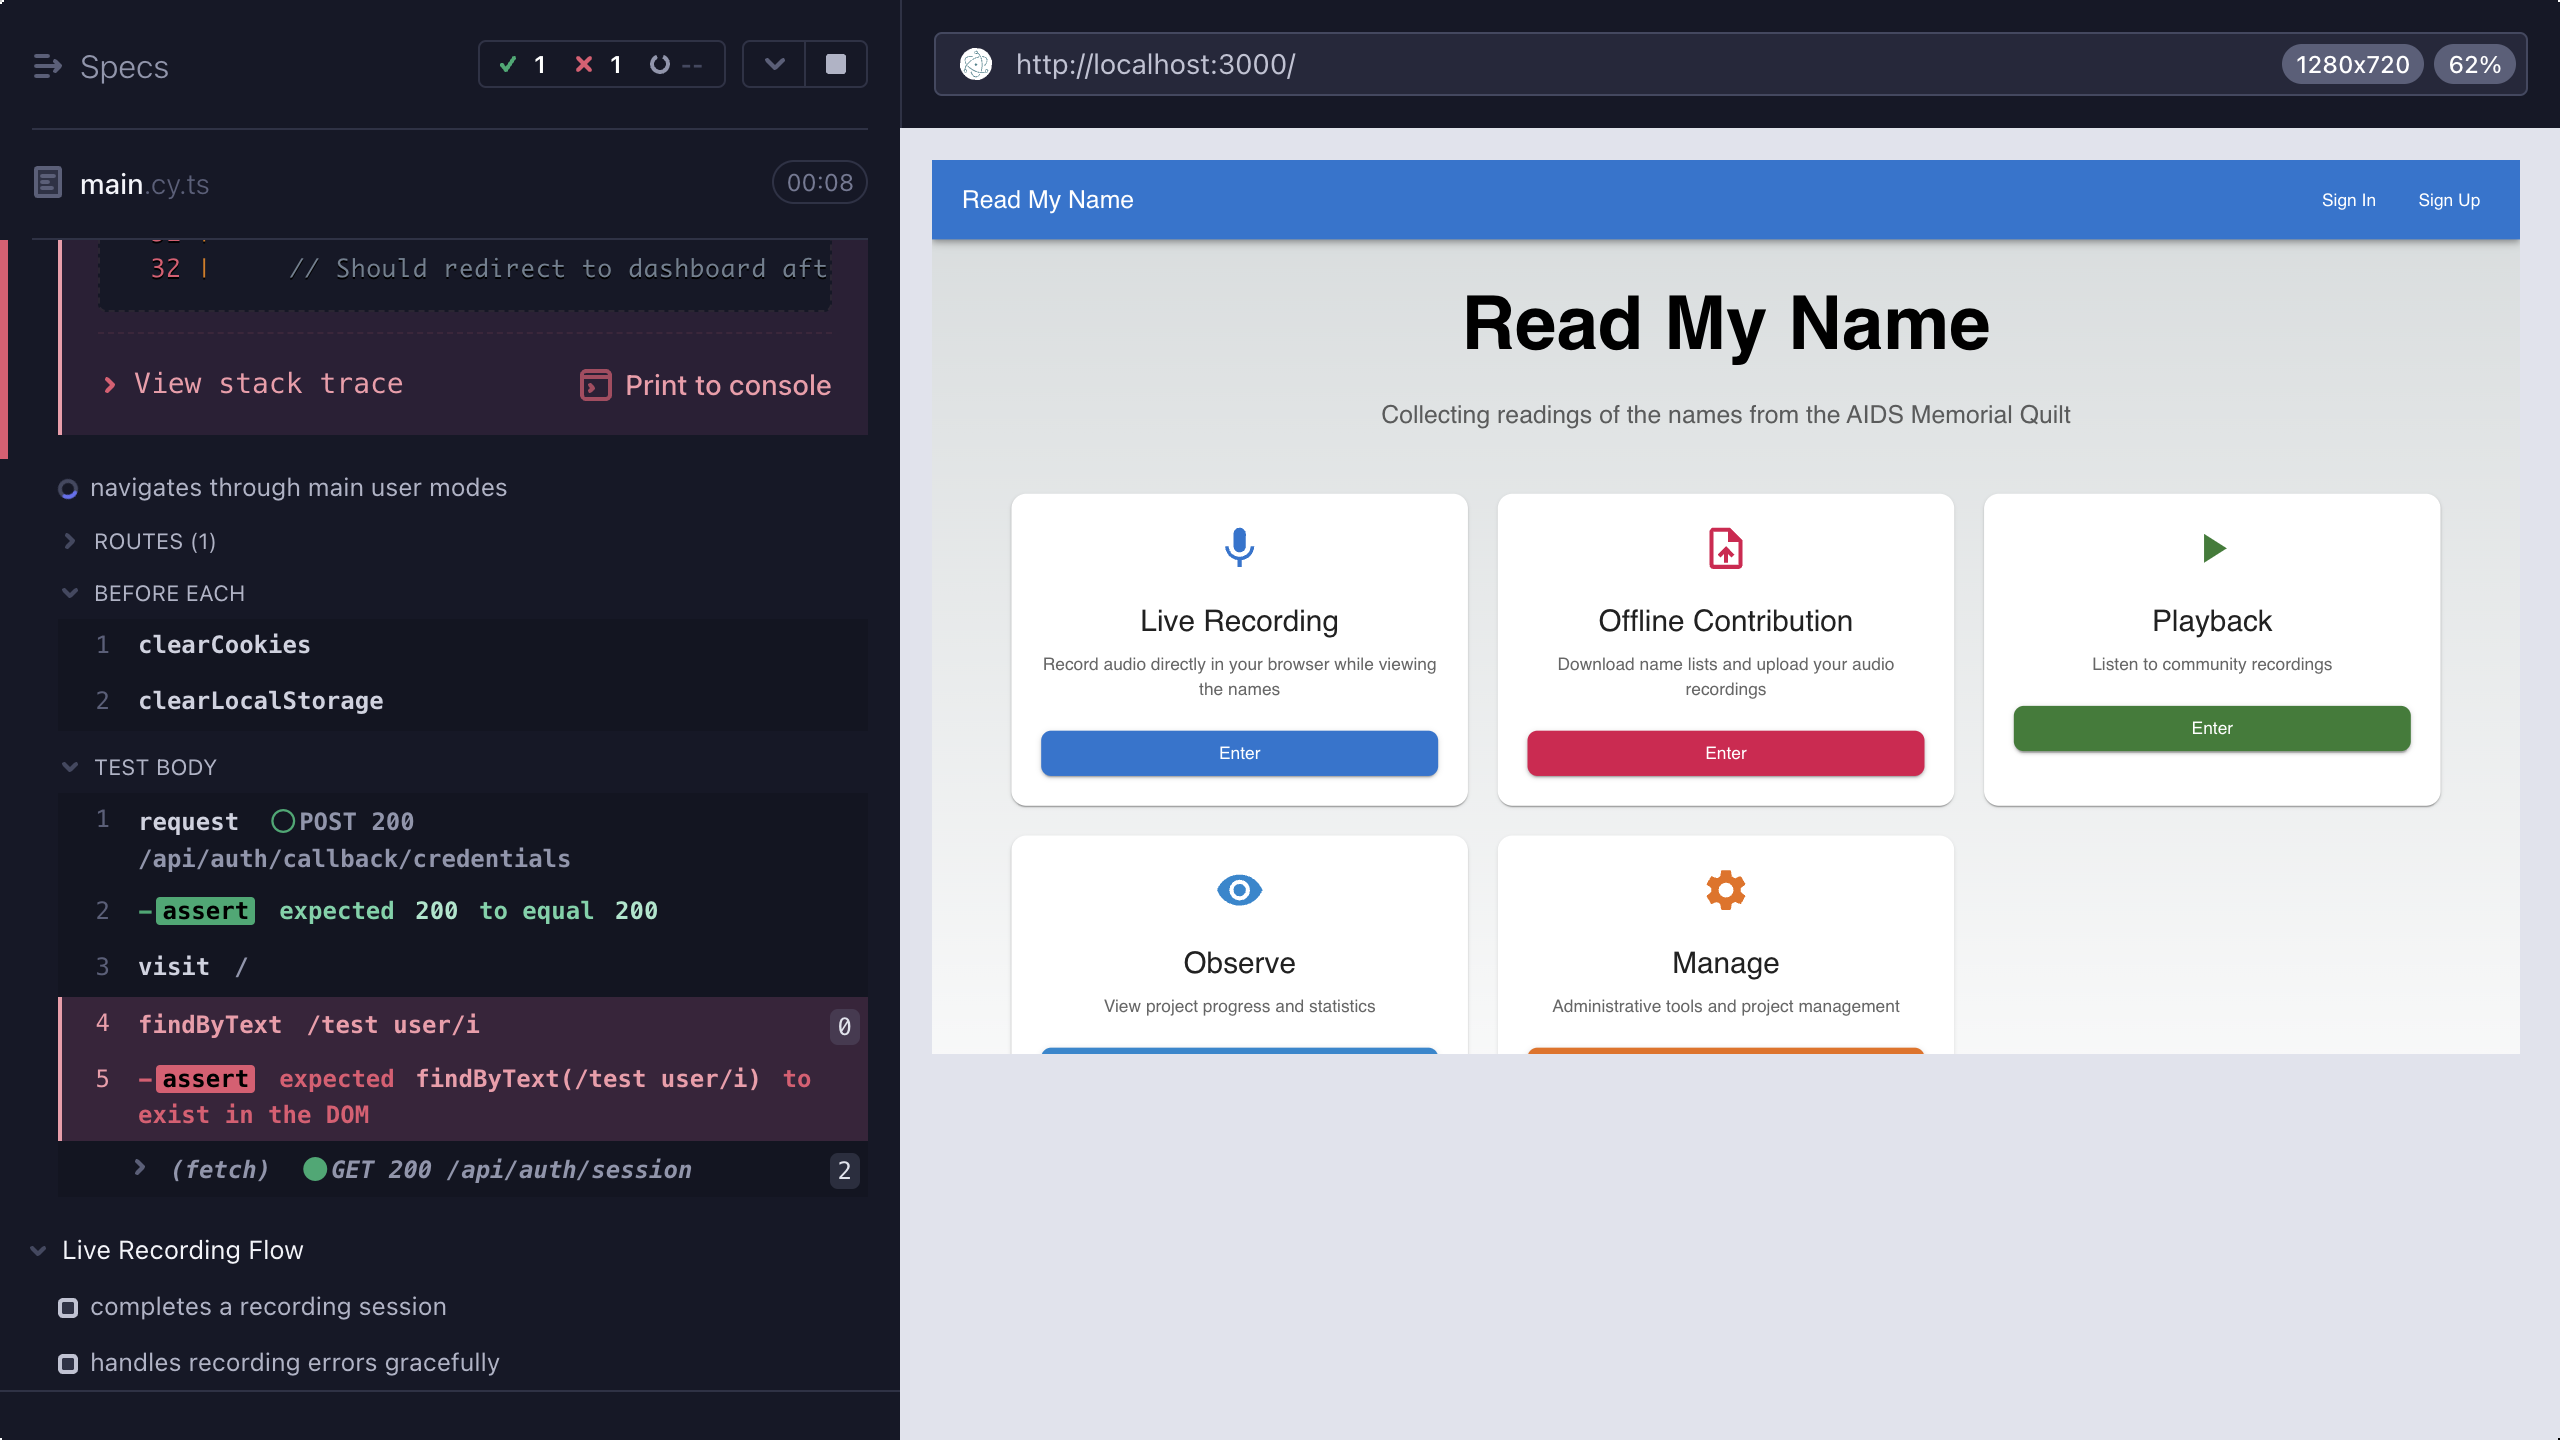 Specs
1
1
--
main.cy.ts
00:08
32 | // Should redirect to dashboard aft
View stack trace
Print to console
navigates through main user modes
ROUTES (1)
BEFORE EACH
1 clearCookies
2 clearLocalStorage
TEST BODY
1 request POST 200
/api/auth/callback/credentials
2 -assert expected 200 to equal 200
3 visit /
4 findByText /test user/i 0
5 -assert expected findByText(/test user/i) to
exist in the DOM
(fetch) GET 200 /api/auth/session 2
Live Recording Flow
completes a recording session
handles recording errors gracefully
http://localhost:3000/
1280x720
62%
Read My Name
Sign In
Sign Up
Read My Name
Collecting readings of the names from the AIDS Memorial Quilt
Live Recording
Record audio directly in your browser while viewing
the names
Enter
Offline Contribution
Download name lists and upload your audio
recordings
Enter
Playback
Listen to community recordings
Enter
Observe
View project progress and statistics
Manage
Administrative tools and project management